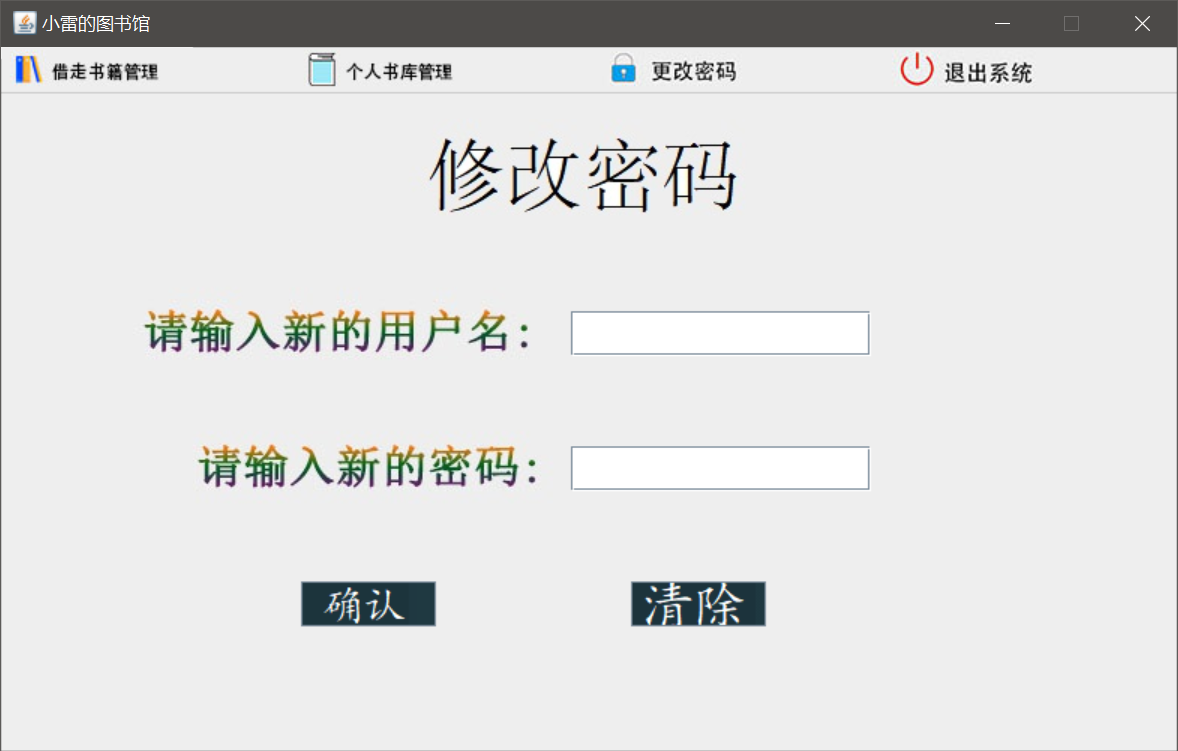 小雷的图书馆
借走书籍管理 个人书库管理 更改密码 退出系统
修改密码
请输入新的用户名：
请输入新的密码：
确认 清除